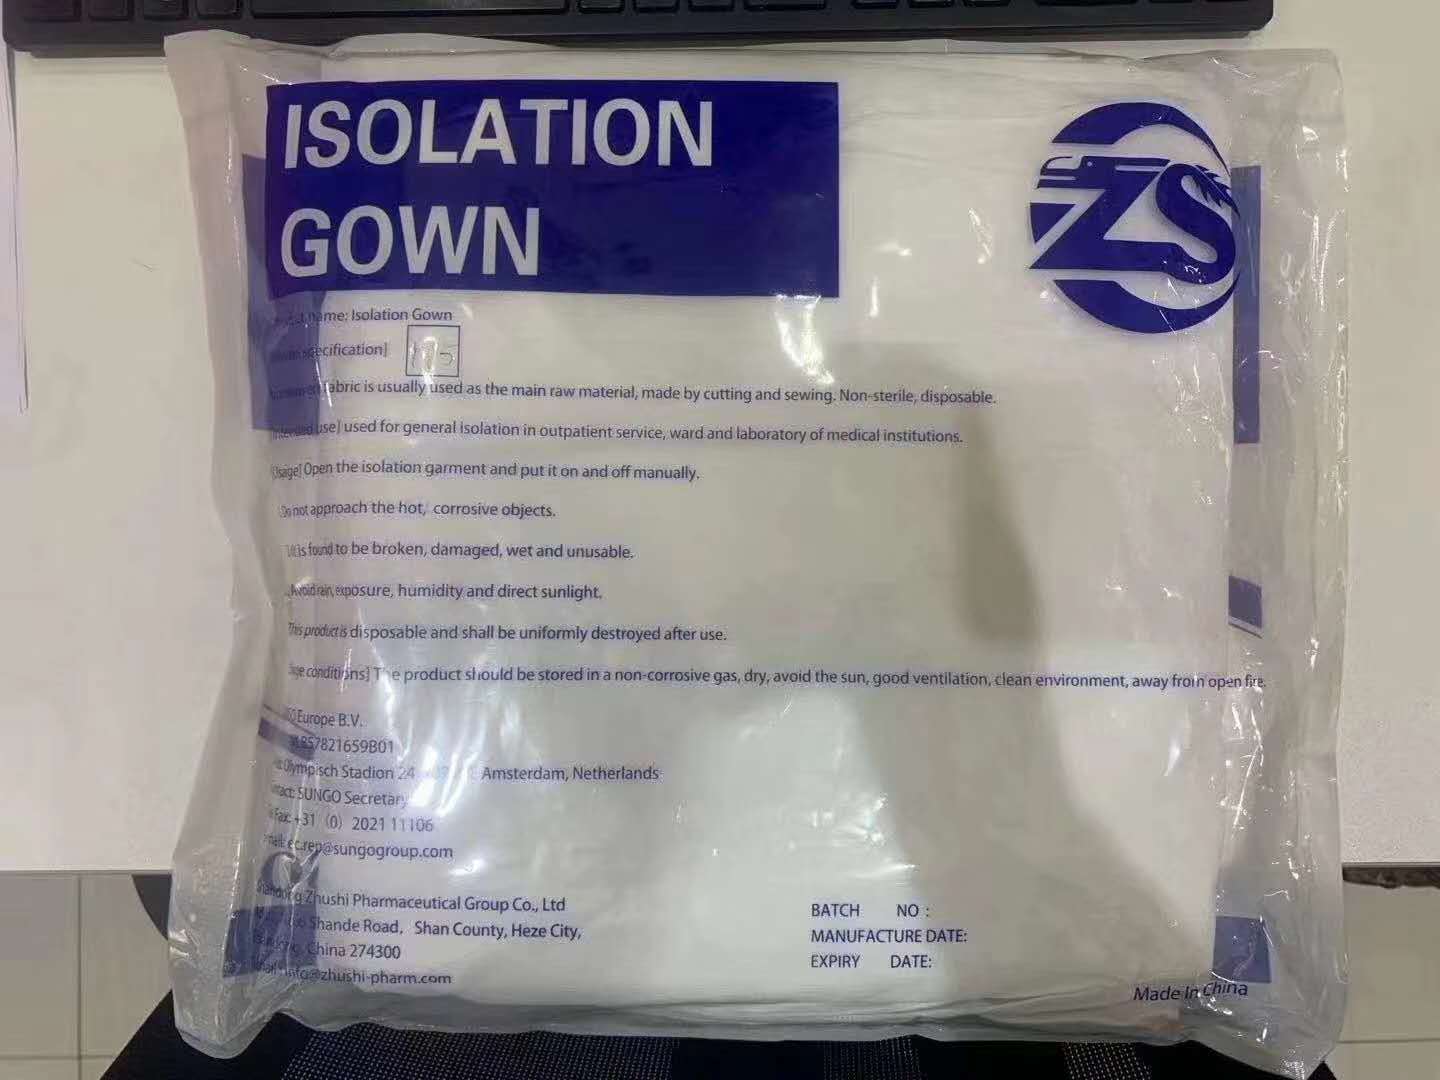 ISOLATION
GOWN
ZS
name: Isolation Gown
specification]
175
fabric is usually used as the main raw material, made by cutting and sewing. Non-sterile, disposable.
use] used for general isolation in outpatient service, ward and laboratory of medical institutions.
[Usage] Open the isolation garment and put it on and off manually.
Do not approach the hot, corrosive objects.
is found to be broken, damaged, wet and unusable.
Avoid rain, exposure, humidity and direct sunlight.
This product is disposable and shall be uniformly destroyed after use.
conditions] The product should be stored in a non-corrosive gas, dry, avoid the sun, good ventilation, clean environment, away from open fire.
Europe B.V.
Olympisch Stadion 24 Amsterdam, Netherlands
SUNGO Secretary
Fax: +31 (0) 2021 11106
ec.rep@sungogroup.com
Shandong Zhushi Pharmaceutical Group Co., Ltd
Shande Road, Shan County, Heze City,
China 274300
info@zhushi-pharm.com
BATCH NO :
MANUFACTURE DATE:
EXPIRY DATE:
Made In China